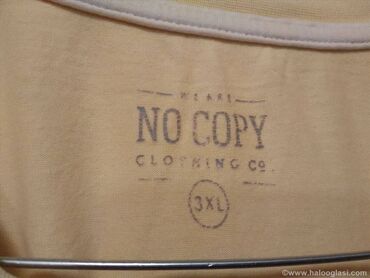 WE ARE
NO COPY
CLOTHING CO.
3XL
www.halooglasi.com